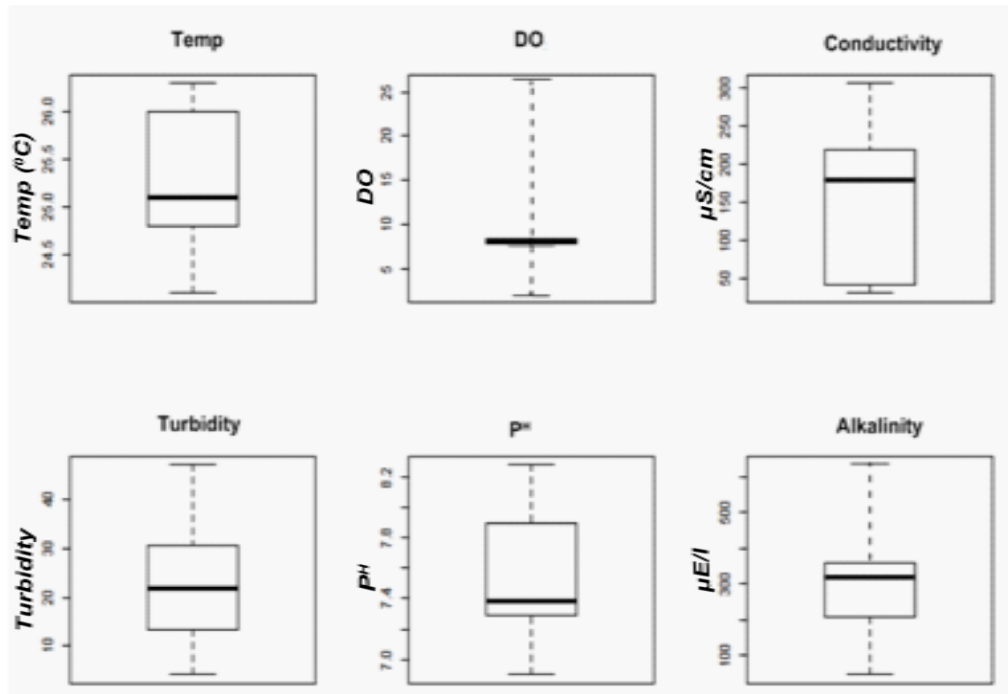 Temp
Temp (ºC)
26.0
25.5
25.0
24.5
DO
DO
25
20
15
10
5
Conductivity
µS/cm
300
250
200
150
100
50
Turbidity
Turbidity
40
30
20
10
Pᴴ
Pᴴ
8.2
7.8
7.4
7.0
Alkalinity
µE/l
500
300
100